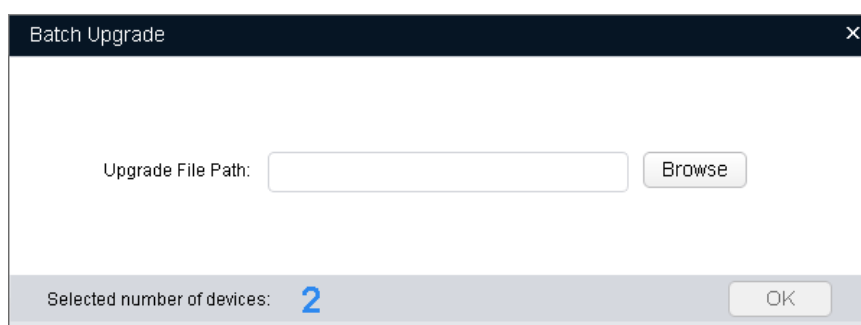 Batch Upgrade
Upgrade File Path: Browse
Selected number of devices: 2 OK